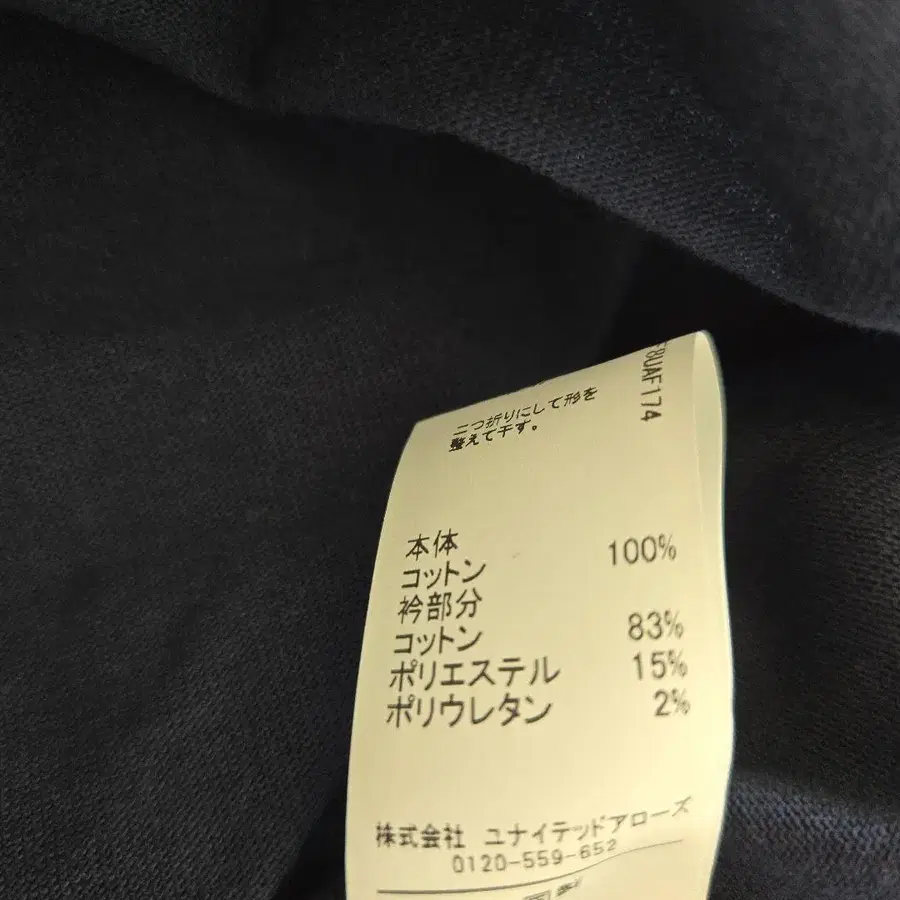 二つ折りにして形を
整えて干す。
8UAF174
本体
コットン 100%
衿部分
コットン 83%
ポリエステル 15%
ポリウレタン 2%
株式会社 ユナイテッドアローズ
0120-559-652